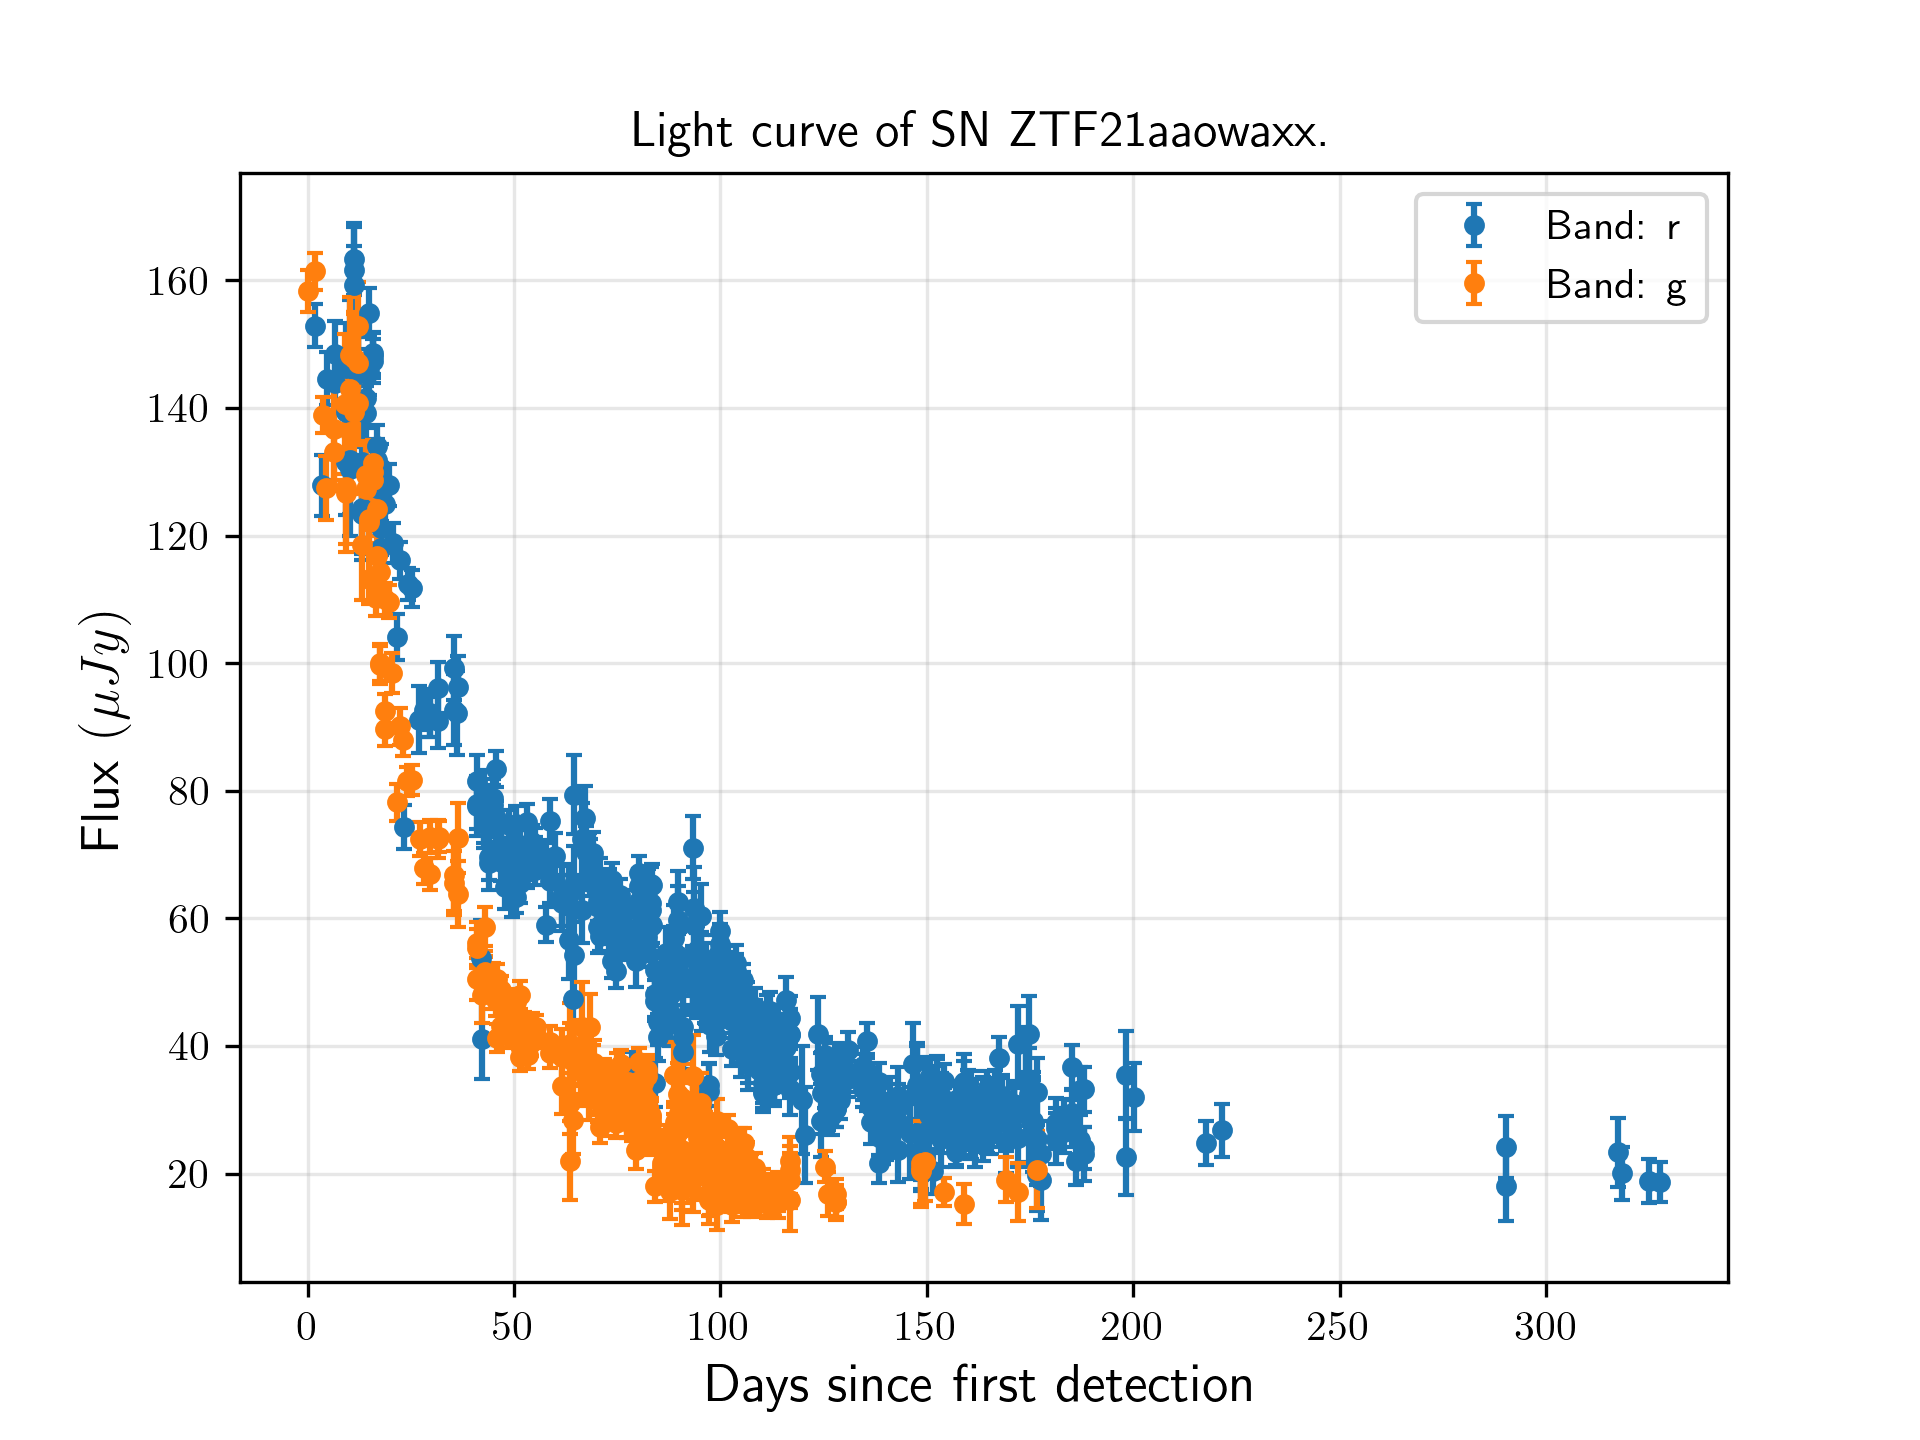 Light curve of SN ZTF21aaowaxx.
Band: r
Band: g
Flux (μJy)
160
140
120
100
80
60
40
20
0 50 100 150 200 250 300
Days since first detection